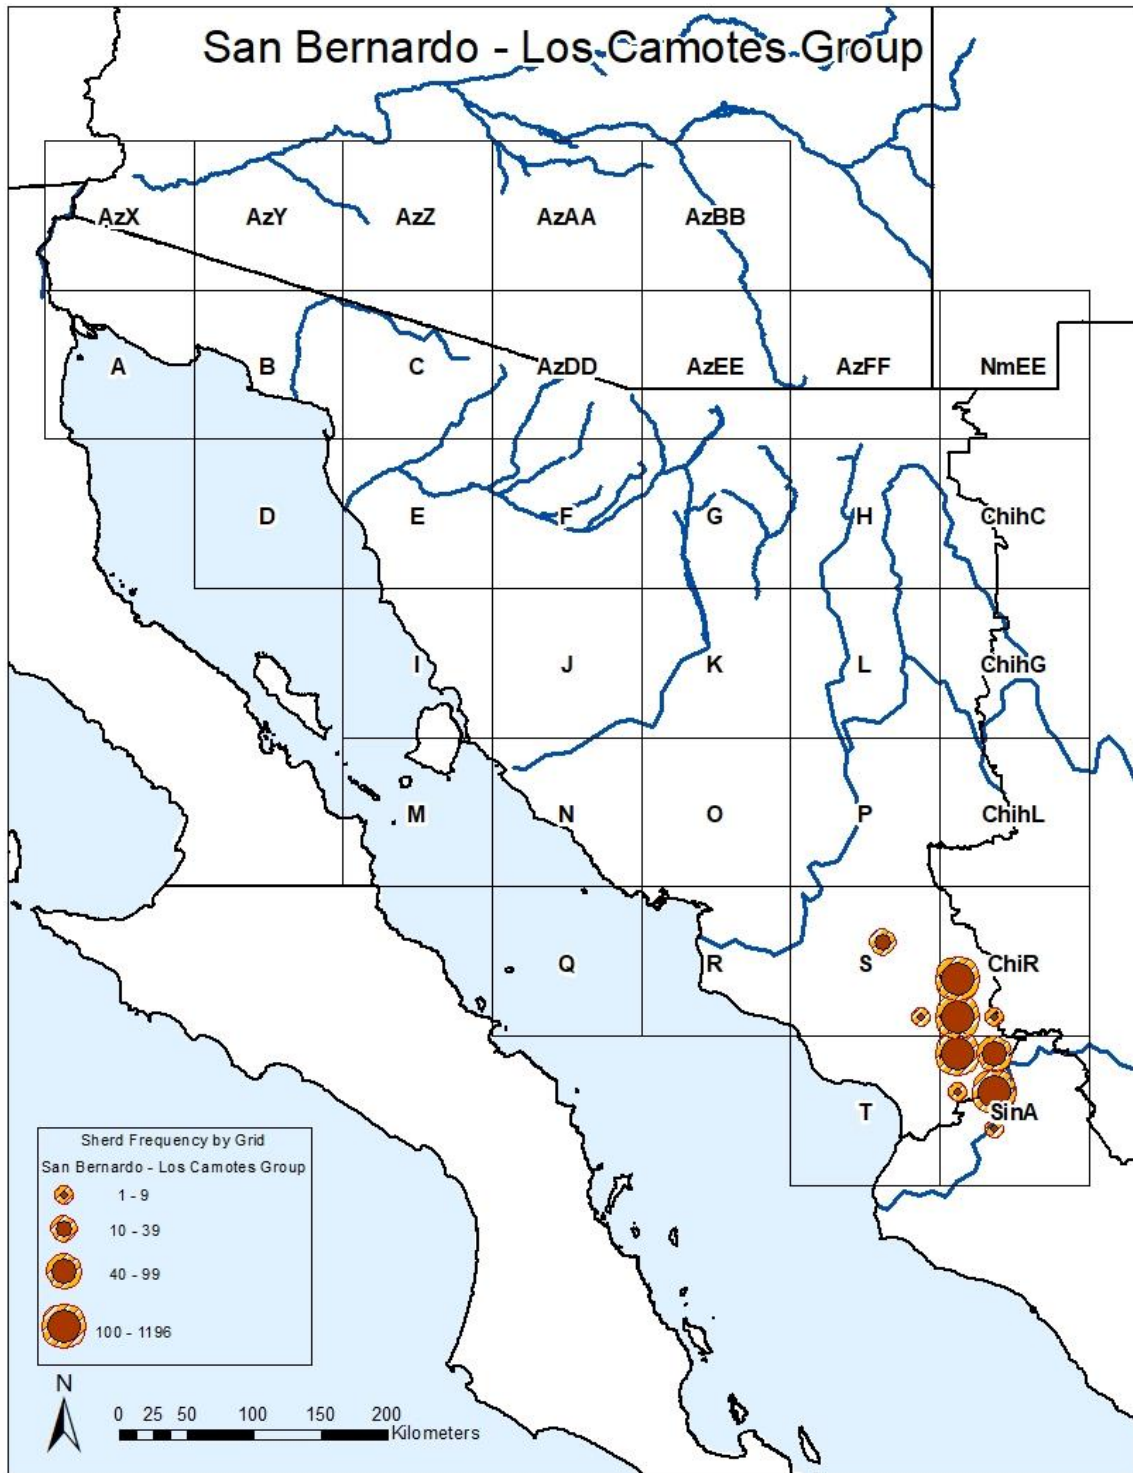 San Bernardo - Los Camotes Group
AzX AzY AzZ AzAA AzBB
A B C AzDD AzEE AzFF NmEE
D E F G H ChihC
I J K L ChihG
M N O P ChihL
Q R S ChiR
T SinA
Sherd Frequency by Grid
San Bernardo - Los Camotes Group
1 - 9
10 - 39
40 - 99
100 - 1196
N
0 25 50 100 150 200
Kilometers